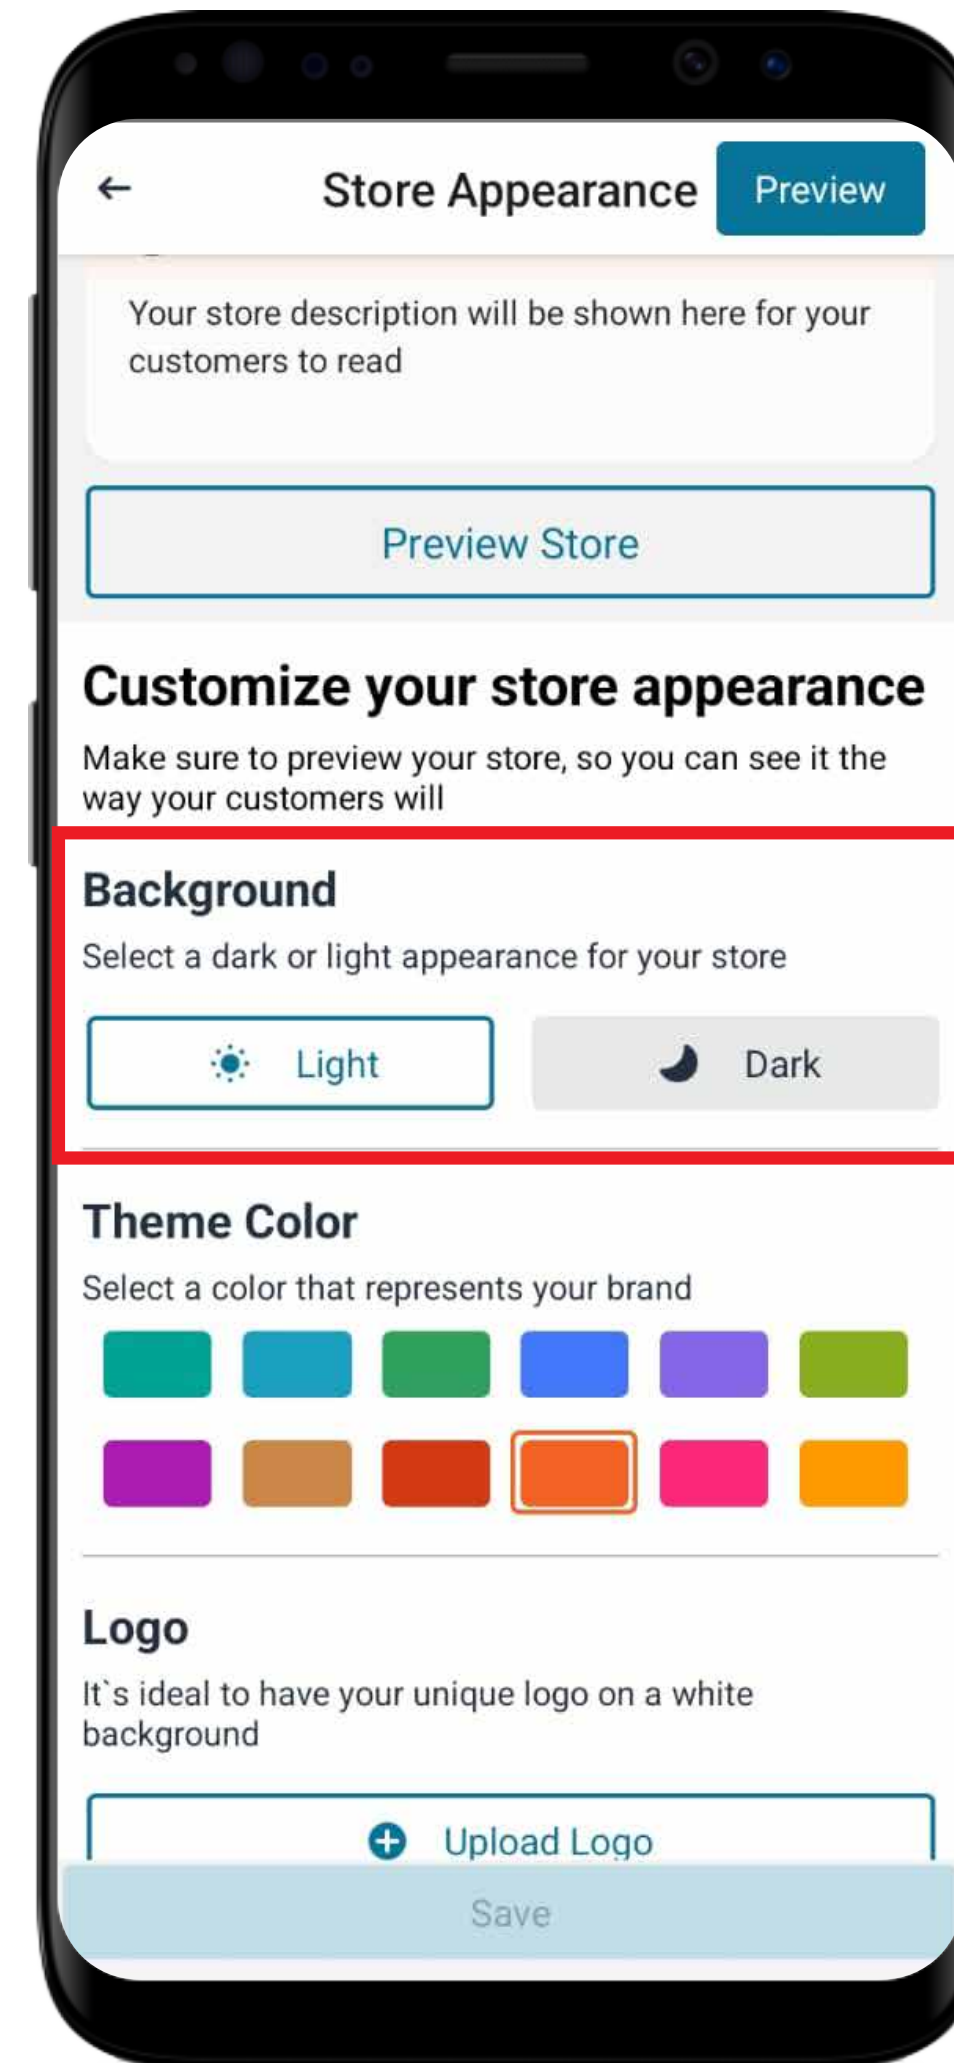 Store Appearance
Preview
Your store description will be shown here for your
customers to read
Preview Store
Customize your store appearance
Make sure to preview your store, so you can see it the
way your customers will
Background
Select a dark or light appearance for your store
Light
Dark
Theme Color
Select a color that represents your brand
Logo
It`s ideal to have your unique logo on a white
background
Upload Logo
Save